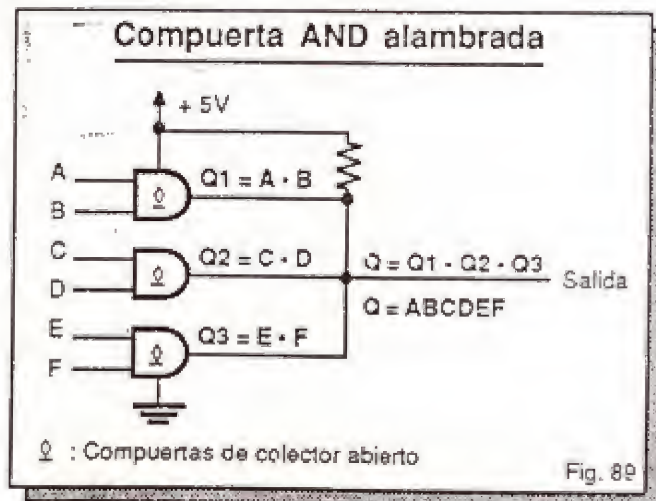 Compuerta AND alambrada
+ 5V
A
B
Q1 = A · B
C
D
Q2 = C · D
Q = Q1 · Q2 · Q3
Salida
Q = ABCDEF
E
F
Q3 = E · F
: Compuertas de colector abierto
Fig. 89